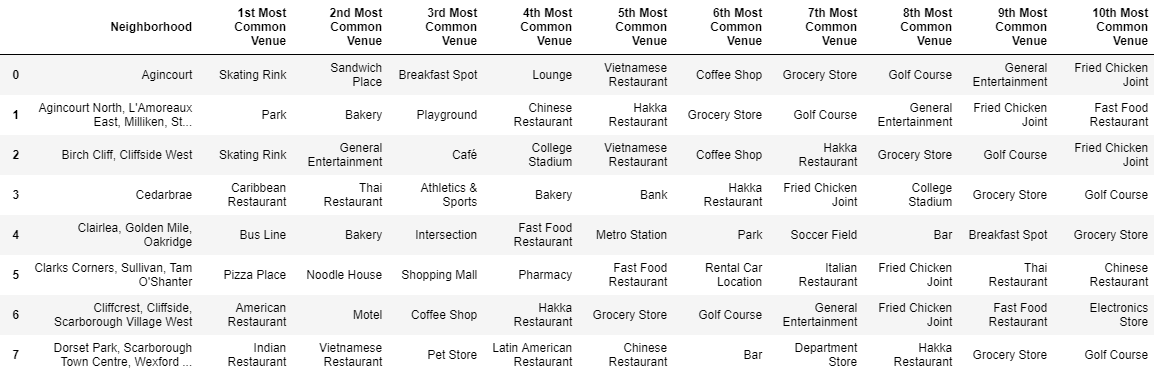 Neighborhood 1st Most Common Venue 2nd Most Common Venue 3rd Most Common Venue 4th Most Common Venue 5th Most Common Venue 6th Most Common Venue 7th Most Common Venue 8th Most Common Venue 9th Most Common Venue 10th Most Common Venue
0 Agincourt Skating Rink Sandwich Place Breakfast Spot Lounge Vietnamese Restaurant Coffee Shop Grocery Store Golf Course General Entertainment Fried Chicken Joint
1 Agincourt North, L'Amoreaux East, Milliken, St... Park Bakery Playground Chinese Restaurant Hakka Restaurant Grocery Store Golf Course General Entertainment Fried Chicken Joint Fast Food Restaurant
2 Birch Cliff, Cliffside West Skating Rink General Entertainment Café College Stadium Vietnamese Restaurant Coffee Shop Hakka Restaurant Grocery Store Golf Course Fried Chicken Joint
3 Cedarbrae Caribbean Restaurant Thai Restaurant Athletics & Sports Bakery Bank Hakka Restaurant Fried Chicken Joint College Stadium Grocery Store Golf Course
4 Clairlea, Golden Mile, Oakridge Bus Line Bakery Intersection Fast Food Restaurant Metro Station Park Soccer Field Bar Breakfast Spot Grocery Store
5 Clarks Corners, Sullivan, Tam O'Shanter Pizza Place Noodle House Shopping Mall Pharmacy Fast Food Restaurant Rental Car Location Italian Restaurant Fried Chicken Joint Thai Restaurant Chinese Restaurant
6 Cliffcrest, Cliffside, Scarborough Village West American Restaurant Motel Coffee Shop Hakka Restaurant Grocery Store Golf Course General Entertainment Fried Chicken Joint Fast Food Restaurant Electronics Store
7 Dorset Park, Scarborough Town Centre, Wexford ... Indian Restaurant Vietnamese Restaurant Pet Store Latin American Restaurant Chinese Restaurant Bar Department Store Hakka Restaurant Grocery Store Golf Course